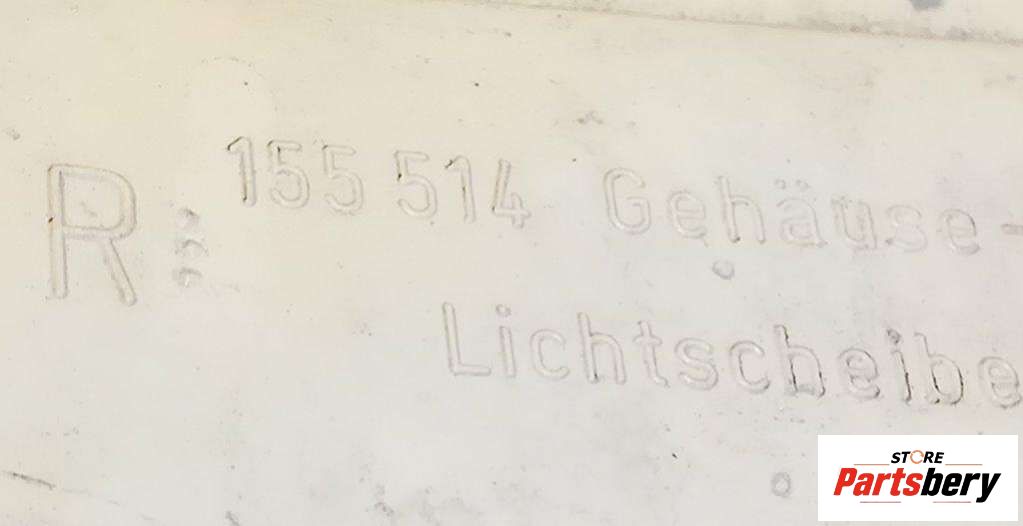 R: 155 514 Gehäuse-
Lichtscheibe
STORE
Partsbery